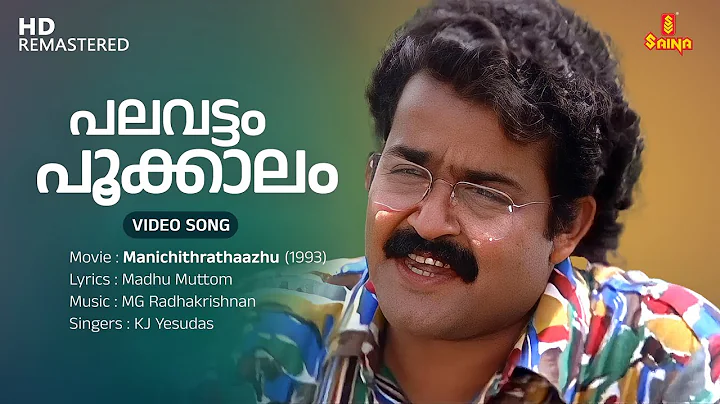 HD
REMASTERED
SAINA
പലവട്ടം
പൂക്കാലം
VIDEO SONG
Movie : Manichithrathaazhu (1993)
Lyrics : Madhu Muttom
Music : MG Radhakrishnan
Singers : KJ Yesudas